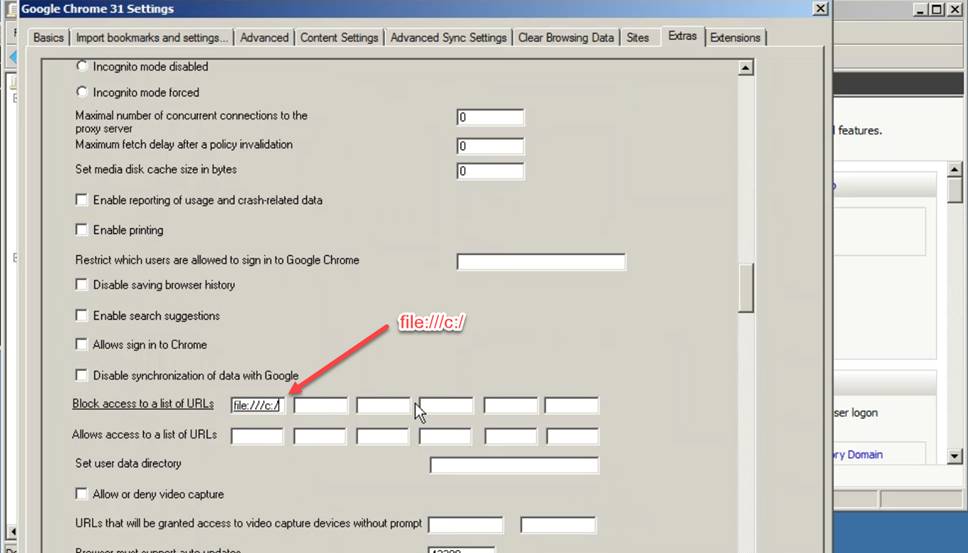 Google Chrome 31 Settings
Basics
Import bookmarks and settings...
Advanced
Content Settings
Advanced Sync Settings
Clear Browsing Data
Sites
Extras
Extensions
Incognito mode disabled
Incognito mode forced
Maximal number of concurrent connections to the
proxy server
0
Maximum fetch delay after a policy invalidation
0
Set media disk cache size in bytes
0
Enable reporting of usage and crash-related data
Enable printing
Restrict which users are allowed to sign in to Google Chrome
Disable saving browser history
Enable search suggestions
file:///c:/
Allows sign in to Chrome
Disable synchronization of data with Google
Block access to a list of URLs
file:///c:/
Allows access to a list of URLs
Set user data directory
Allow or deny video capture
URLs that will be granted access to video capture devices without prompt
Browser must support auto updates
features.
ser logon
ory Domain